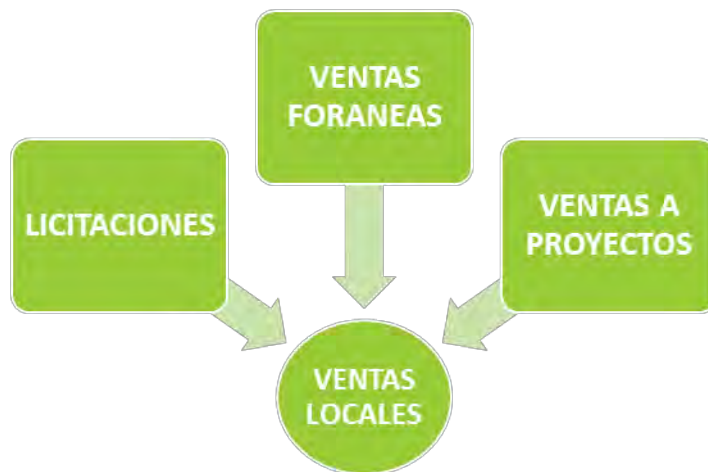 VENTAS
FORANEAS
LICITACIONES
VENTAS A
PROYECTOS
VENTAS
LOCALES